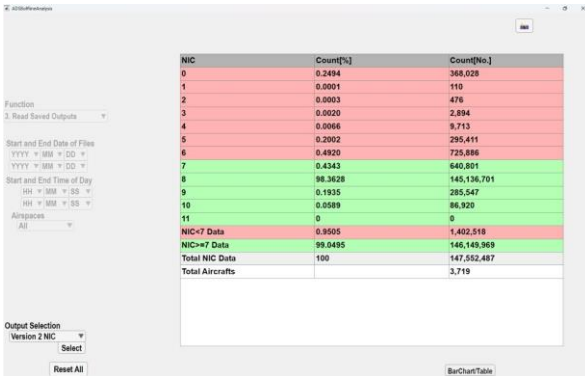 ADSBoffLineAnalysis
NIC Count[%] Count[No.]
0 0.2494 368,028
1 0.0001 110
2 0.0003 476
3 0.0020 2,894
4 0.0066 9,713
5 0.2002 295,411
6 0.4920 725,886
7 0.4343 640,801
8 98.3628 145,136,701
9 0.1935 285,547
10 0.0589 86,920
11 0 0
NIC<7 Data 0.9505 1,402,518
NIC>=7 Data 99.0495 146,149,969
Total NIC Data 100 147,552,487
Total Aircrafts 3,719
Function
3. Read Saved Outputs
Start and End Date of Files
YYYY MM DD
YYYY MM DD
Start and End Time of Day
HH MM SS
HH MM SS
Airspaces
All
Output Selection
Version 2 NIC
Select
Reset All
BarChart/Table